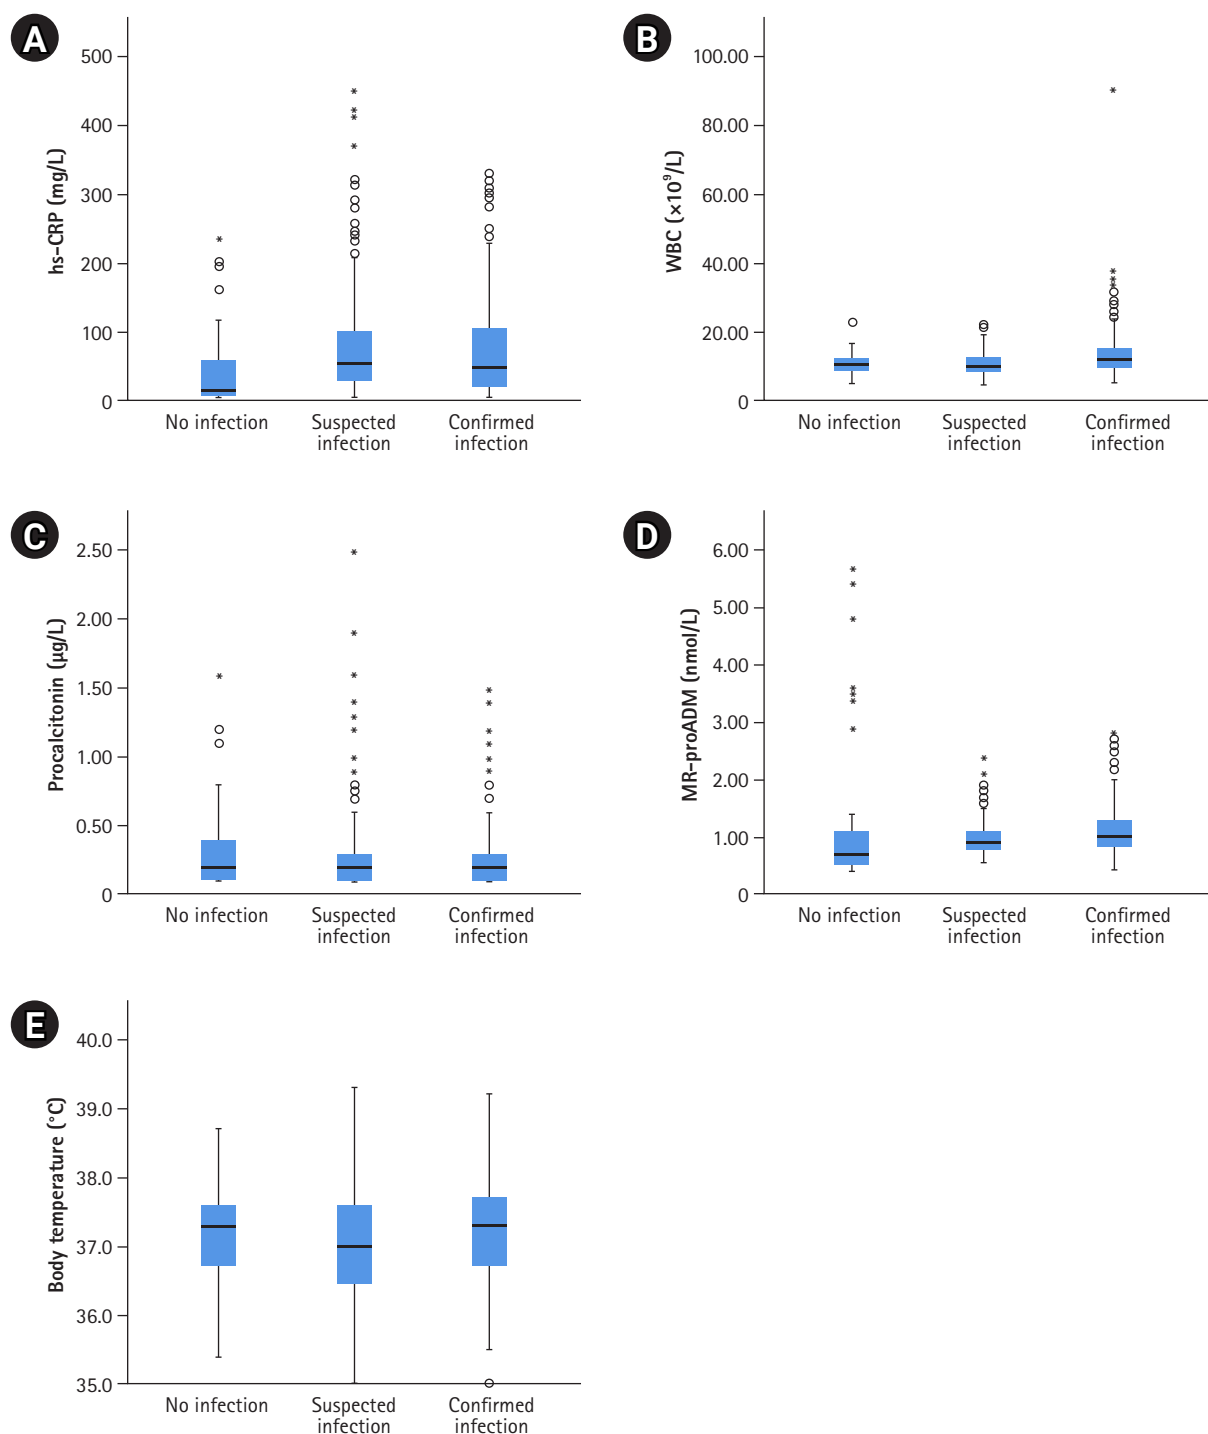 A
hs-CRP (mg/L)
500
400
300
200
100
0
No infection
Suspected
infection
Confirmed
infection
B
WBC (×10⁹/L)
100.00
80.00
60.00
40.00
20.00
0
No infection
Suspected
infection
Confirmed
infection
C
Procalcitonin (µg/L)
2.50
2.00
1.50
1.00
0.50
0
No infection
Suspected
infection
Confirmed
infection
D
MR-proADM (nmol/L)
6.00
5.00
4.00
3.00
2.00
1.00
0
No infection
Suspected
infection
Confirmed
infection
E
Body temperature (°C)
40.0
39.0
38.0
37.0
36.0
35.0
No infection
Suspected
infection
Confirmed
infection